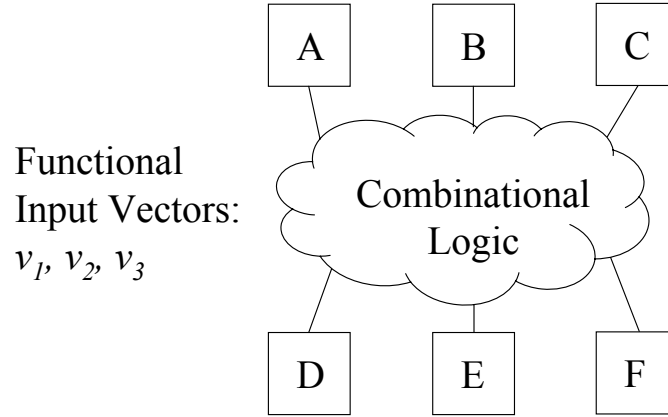 A B C
Functional
Input Vectors:
v1, v2, v3
Combinational
Logic
D E F